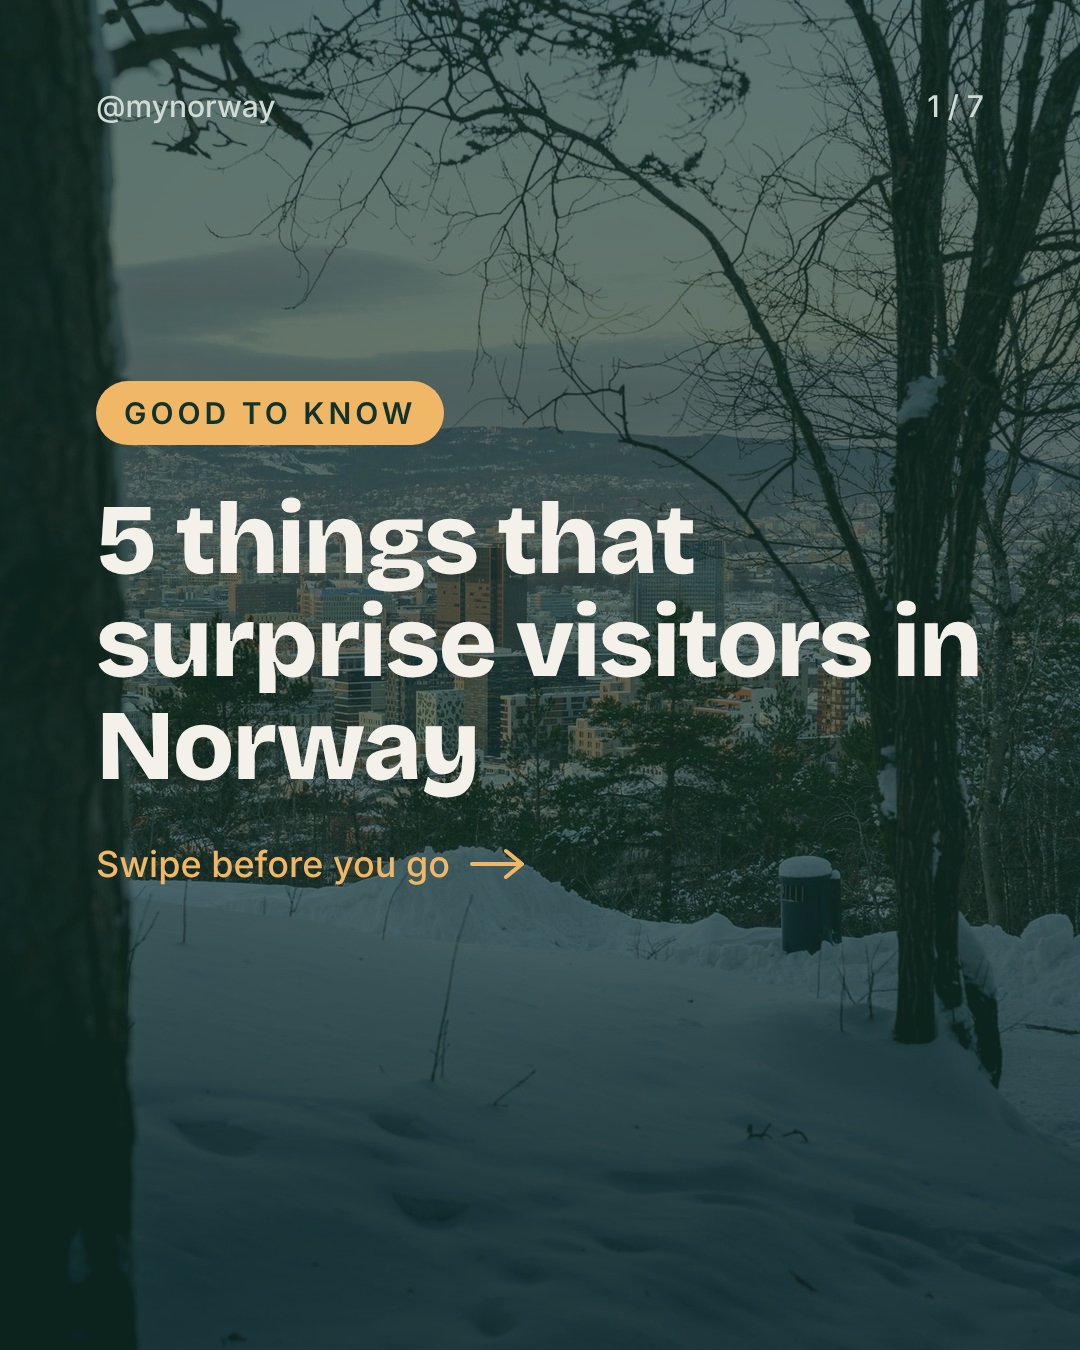 @mynorway
1 / 7
GOOD TO KNOW
5 things that
surprise visitors in
Norway
Swipe before you go →